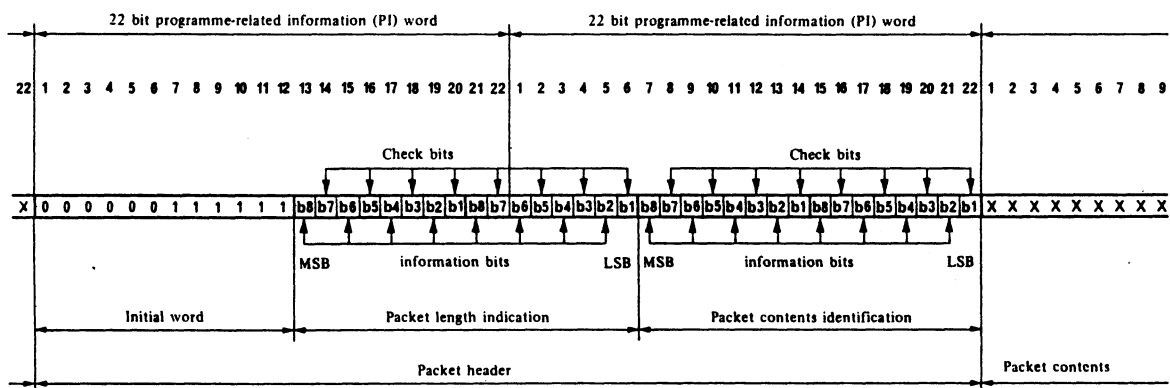 22 bit programme-related information (PI) word 22 bit programme-related information (PI) word
22 1 2 3 4 5 6 7 8 9 10 11 12 13 14 15 16 17 18 19 20 21 22 1 2 3 4 5 6 7 8 9 10 11 12 13 14 15 16 17 18 19 20 21 22 1 2 3 4 5 6 7 8 9
Check bits Check bits
X 0 0 0 0 0 0 1 1 1 1 1 1 b8 b7 b6 b5 b4 b3 b2 b1 b8 b7 b6 b5 b4 b3 b2 b1 b8 b7 b6 b5 b4 b3 b2 b1 b8 b7 b6 b5 b4 b3 b2 b1 X X X X X X X X X
MSB information bits LSB MSB information bits LSB
Initial word Packet length indication Packet contents identification
Packet header Packet contents